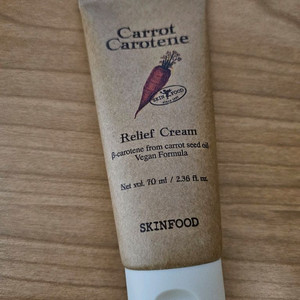 Carrot
Carotene
SKINFOOD
Relief Cream
β-carotene from carrot seed oil
Vegan Formula
Net vol. 70 ml / 2.36 fl. oz.
SKINFOOD